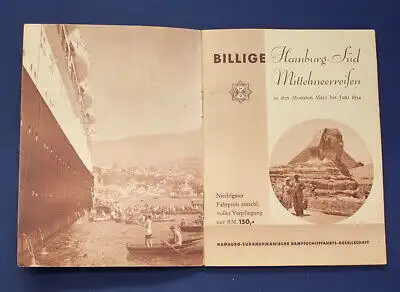 BILLIGE Hamburg-Süd
Mittelmeerreisen
in den Monaten März bis Juni 1934
Niedrigster
Fahrpreis einschl.
voller Verpflegung
nur RM. 150,-
HAMBURG-SÜDAMERIKANISCHE DAMPFSCHIFFFAHRTS-GESELLSCHAFT